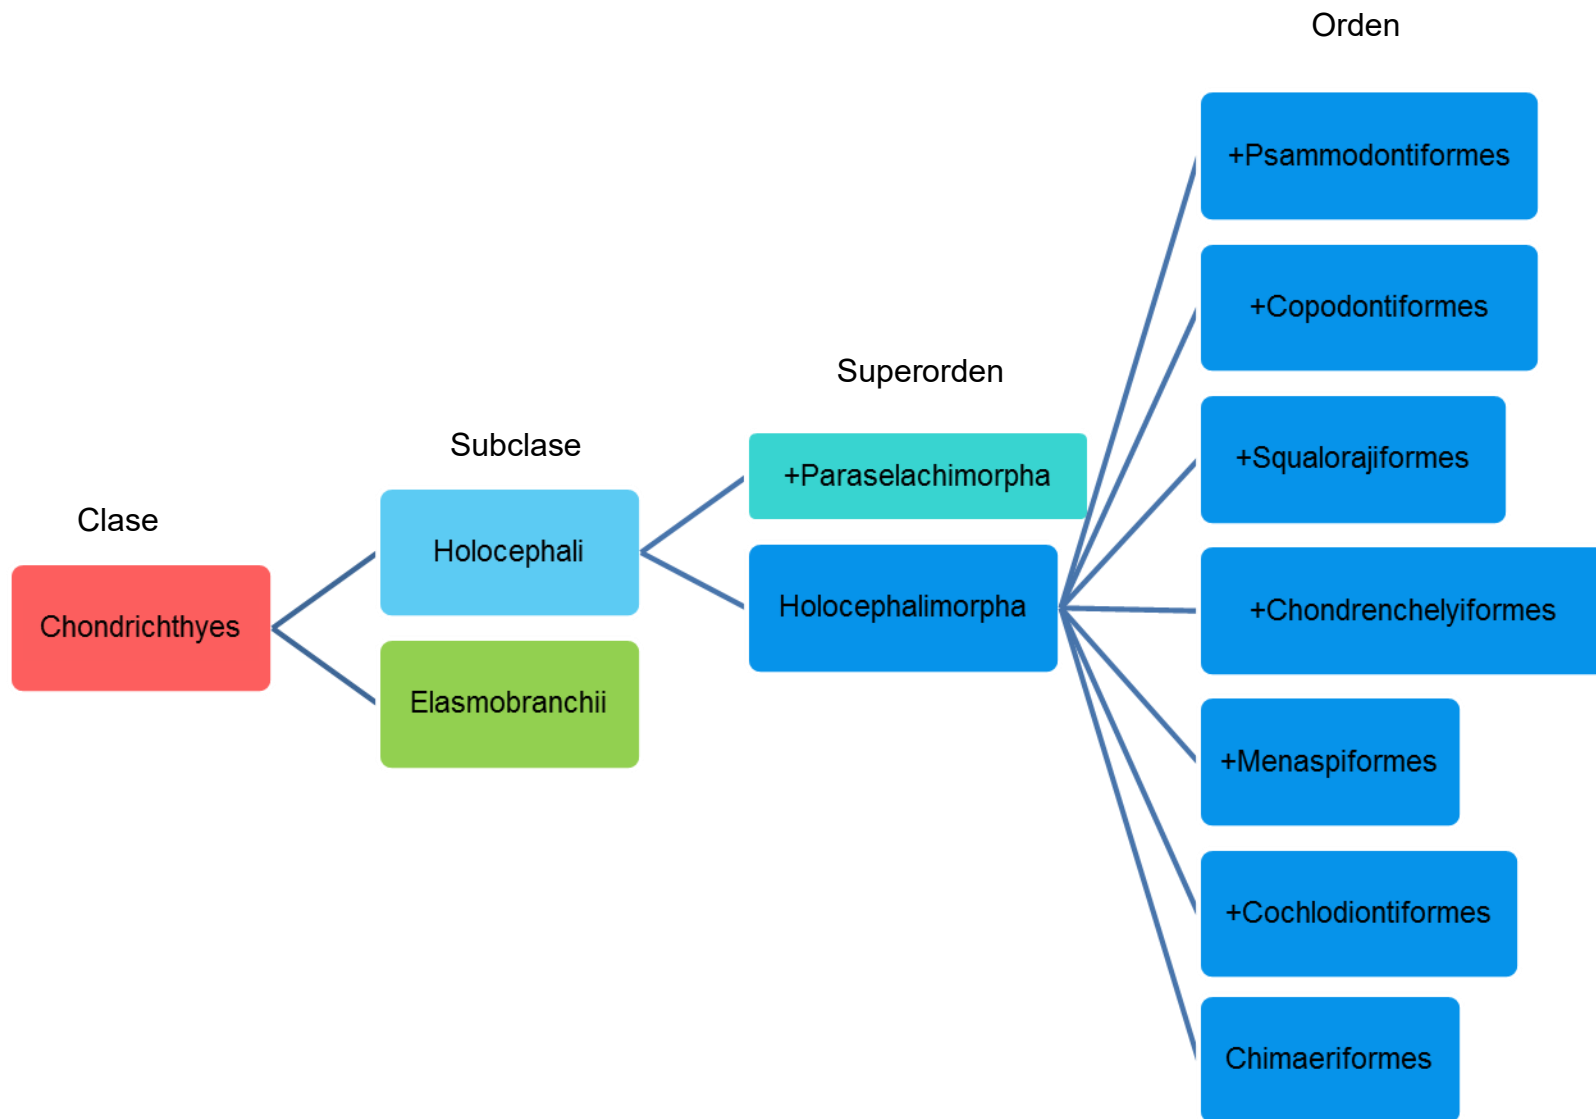 Orden
+Psammodontiformes
+Copodontiformes
Superorden
Subclase
+Paraselachimorpha
+Squalorajiformes
Clase
Holocephali
Chondrichthyes
Holocephalimorpha
+Chondrenchelyiformes
Elasmobranchii
+Menaspiformes
+Cochlodiontiformes
Chimaeriformes